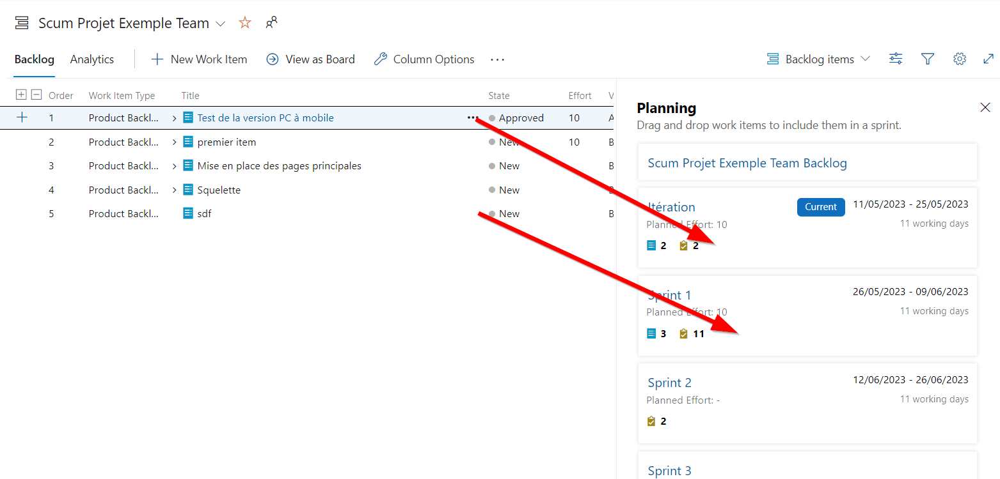 Scum Projet Exemple Team
Backlog Analytics New Work Item View as Board Column Options ... Backlog items
Order Work Item Type Title State Effort V
1 Product Backl... Test de la version PC à mobile ... Approved 10 A
2 Product Backl... premier item New 10 B
3 Product Backl... Mise en place des pages principales New B
4 Product Backl... Squelette New B
5 Product Backl... sdf New B
Planning
Drag and drop work items to include them in a sprint.
Scum Projet Exemple Team Backlog
Itération Current 11/05/2023 - 25/05/2023
Planned Effort: 10 11 working days
2 2
Sprint 1 26/05/2023 - 09/06/2023
Planned Effort: 10 11 working days
3 11
Sprint 2 12/06/2023 - 26/06/2023
Planned Effort: - 11 working days
2
Sprint 3